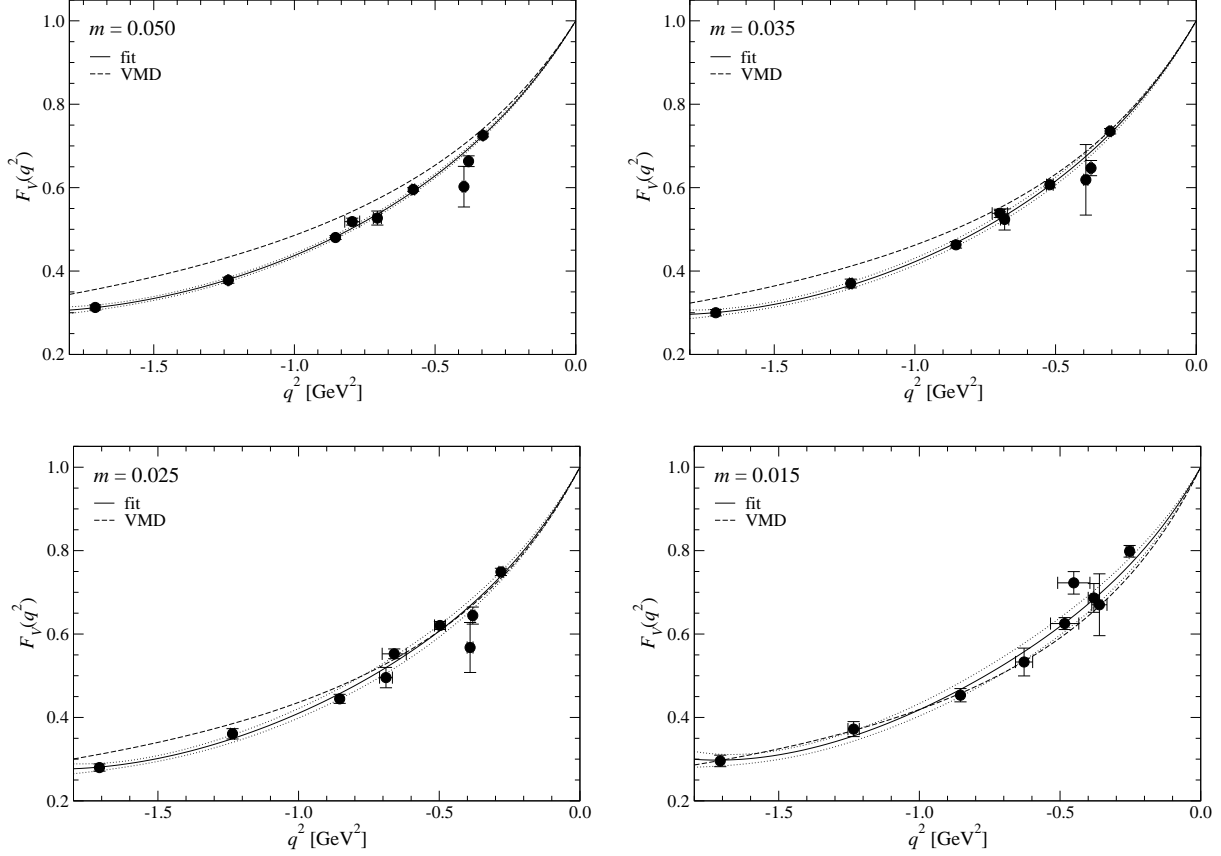 m = 0.050
fit
VMD
1.0
0.8
0.6
0.4
0.2
F_V(q^2)
-1.5
-1.0
-0.5
0.0
q^2 [GeV^2]
m = 0.035
fit
VMD
1.0
0.8
0.6
0.4
0.2
F_V(q^2)
-1.5
-1.0
-0.5
0.0
q^2 [GeV^2]
m = 0.025
fit
VMD
1.0
0.8
0.6
0.4
0.2
F_V(q^2)
-1.5
-1.0
-0.5
0.0
q^2 [GeV^2]
m = 0.015
fit
VMD
1.0
0.8
0.6
0.4
0.2
F_V(q^2)
-1.5
-1.0
-0.5
0.0
q^2 [GeV^2]